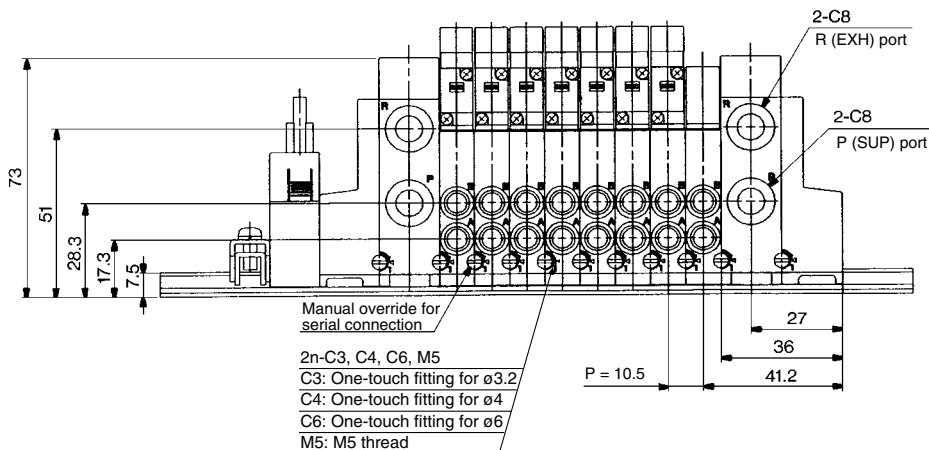 2-C8
R (EXH) port
2-C8
P (SUP) port
R
R
P
P
B B B B B B B B
A A A A A A A A
73
51
28.3
17.3
7.5
Manual override for
serial connection
27
36
P = 10.5
41.2
2n-C3, C4, C6, M5
C3: One-touch fitting for ø3.2
C4: One-touch fitting for ø4
C6: One-touch fitting for ø6
M5: M5 thread